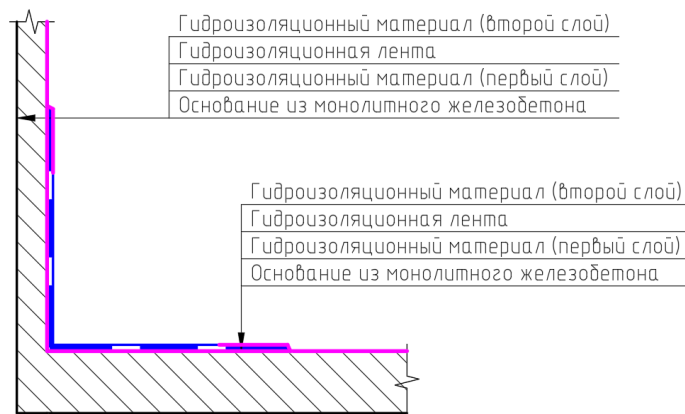 Гидроизоляционный материал (второй слой)
Гидроизоляционная лента
Гидроизоляционный материал (первый слой)
Основание из монолитного железобетона
Гидроизоляционный материал (второй слой)
Гидроизоляционная лента
Гидроизоляционный материал (первый слой)
Основание из монолитного железобетона